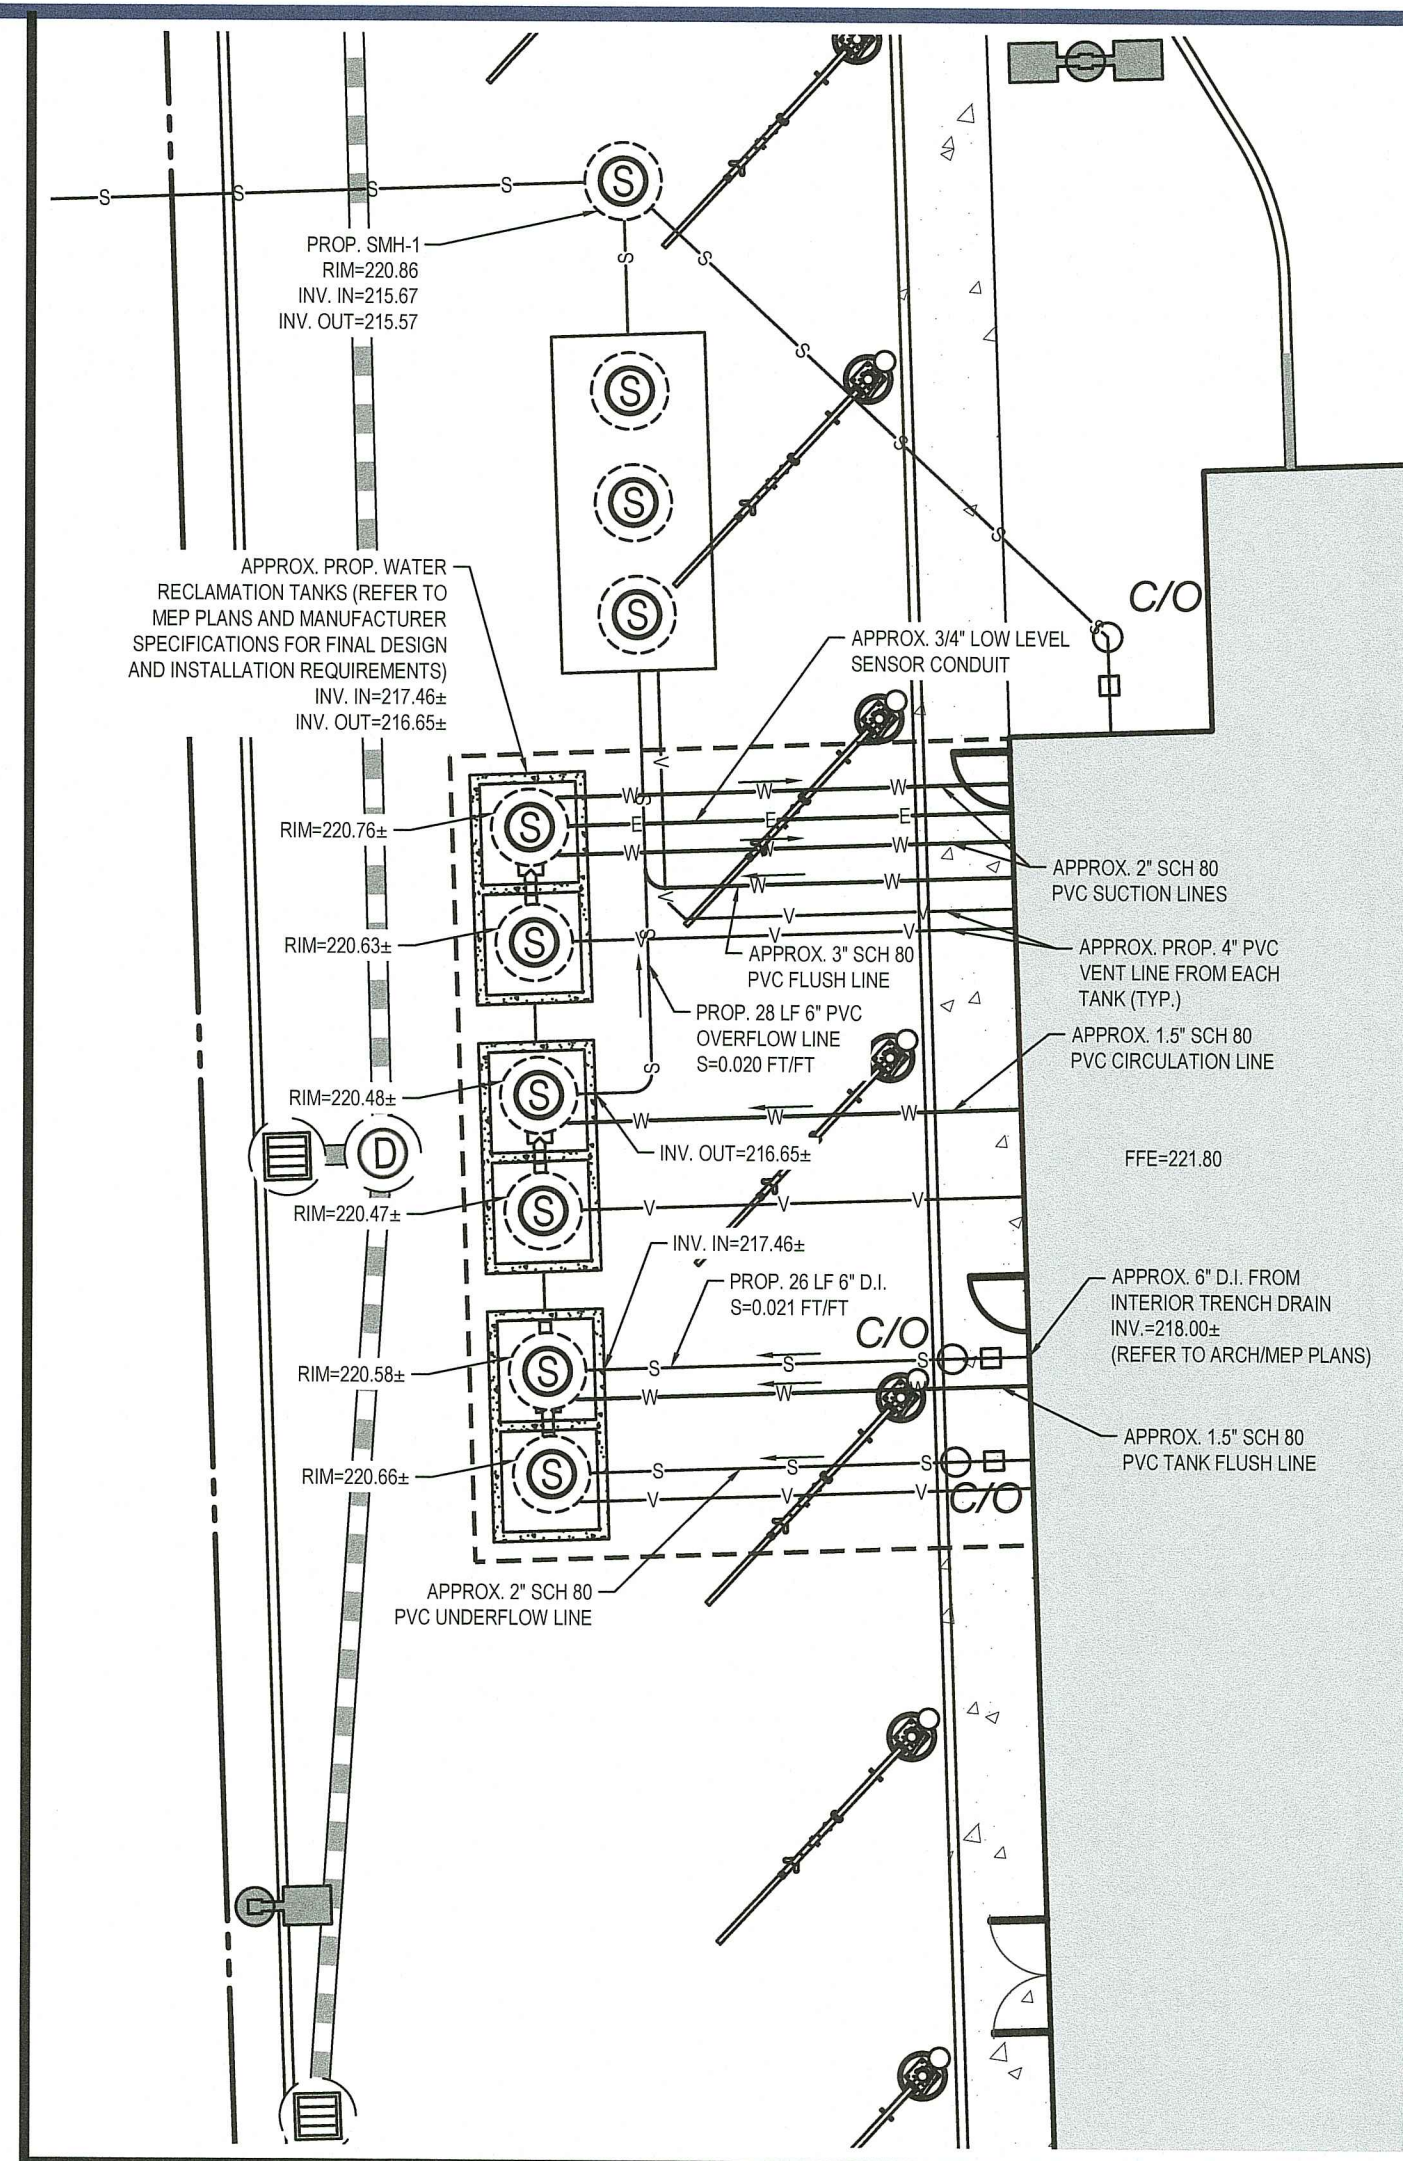 PROP. SMH-1
RIM=220.86
INV. IN=215.67
INV. OUT=215.57
S
S
S
S
S
S
S
S
S
S
S
S
S
S
C/O
APPROX. PROP. WATER
RECLAMATION TANKS (REFER TO
MEP PLANS AND MANUFACTURER
SPECIFICATIONS FOR FINAL DESIGN
AND INSTALLATION REQUIREMENTS)
INV. IN=217.46±
INV. OUT=216.65±
APPROX. 3/4" LOW LEVEL
SENSOR CONDUIT
RIM=220.76±
S
V
W S W W
E E E
W W W
W W
APPROX. 2" SCH 80
PVC SUCTION LINES
RIM=220.63±
S
V V V
V S V V
APPROX. 3" SCH 80
PVC FLUSH LINE
APPROX. PROP. 4" PVC
VENT LINE FROM EACH
TANK (TYP.)
PROP. 28 LF 6" PVC
OVERFLOW LINE
S=0.020 FT/FT
APPROX. 1.5" SCH 80
PVC CIRCULATION LINE
RIM=220.48±
S
S
W W W
D
INV. OUT=216.65±
FFE=221.80
RIM=220.47±
S
V V V
INV. IN=217.46±
PROP. 26 LF 6" D.I.
S=0.021 FT/FT
APPROX. 6" D.I. FROM
INTERIOR TRENCH DRAIN
INV.=218.00±
(REFER TO ARCH/MEP PLANS)
C/O
RIM=220.58±
S
S S S
W W W
APPROX. 1.5" SCH 80
PVC TANK FLUSH LINE
RIM=220.66±
S
S S S
V V V
C/O
APPROX. 2" SCH 80
PVC UNDERFLOW LINE